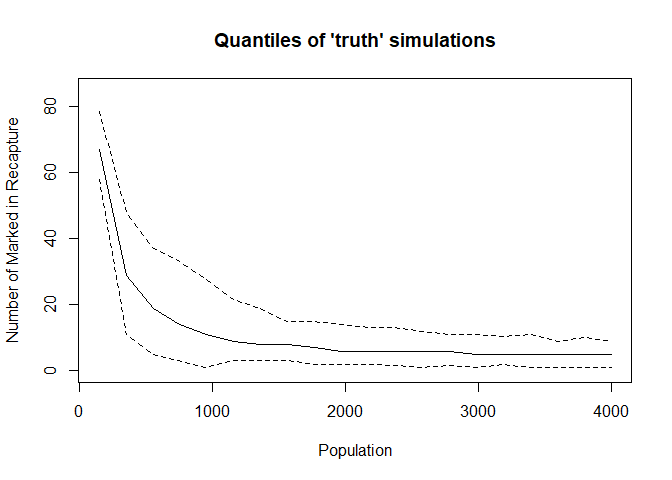 Quantiles of 'truth' simulations
Number of Marked in Recapture
80
60
40
20
0
0 1000 2000 3000 4000
Population